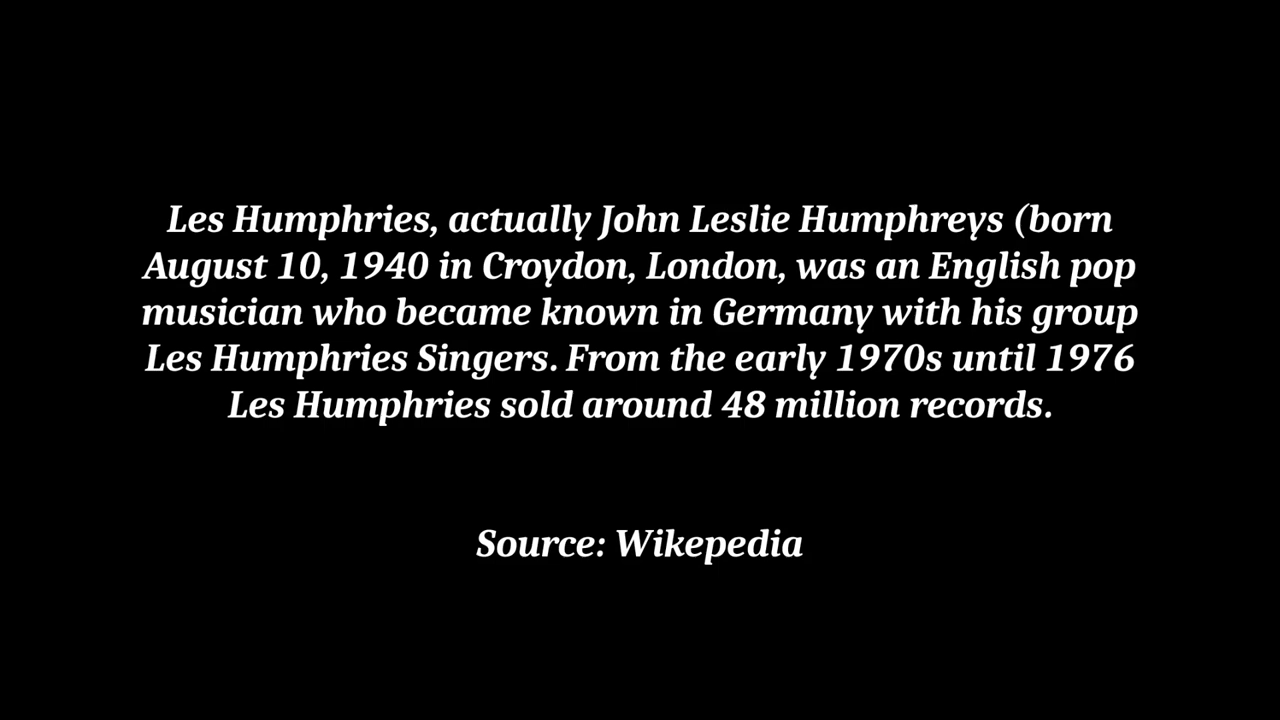 Les Humphries, actually John Leslie Humphreys (born
August 10, 1940 in Croydon, London, was an English pop
musician who became known in Germany with his group
Les Humphries Singers. From the early 1970s until 1976
Les Humphries sold around 48 million records.
Source: Wikepedia